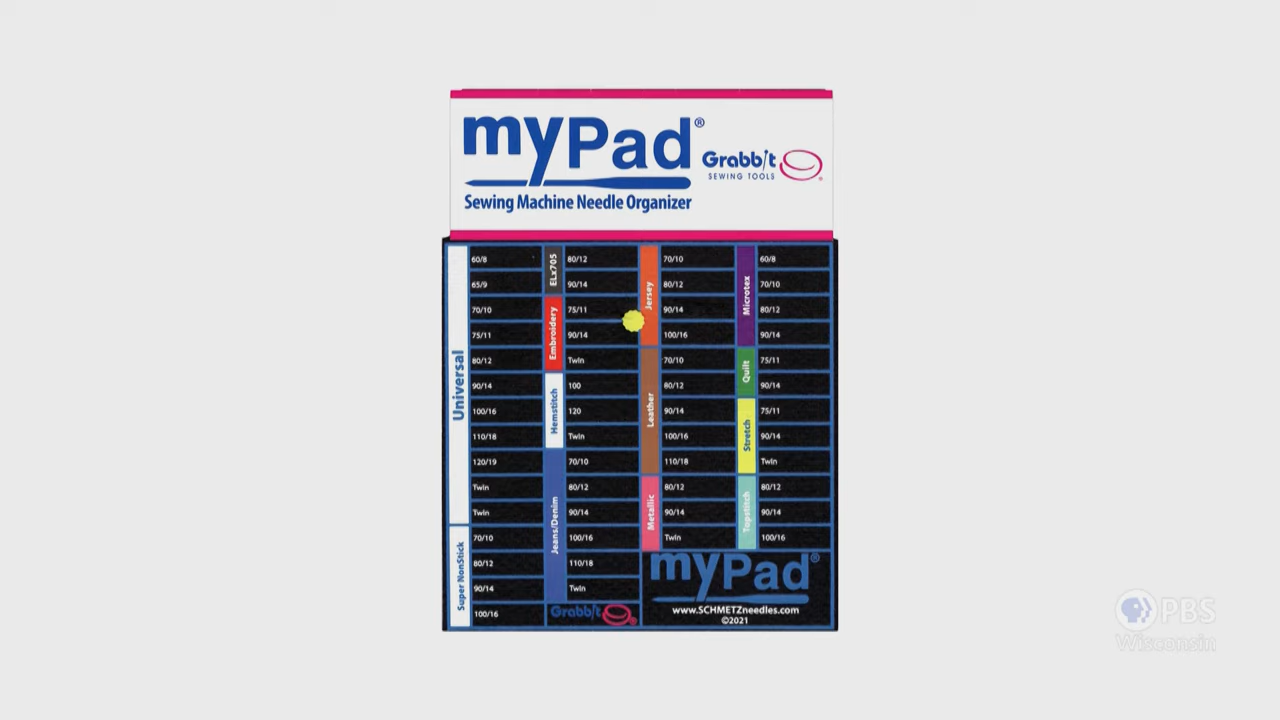 myPad®
Grabbit
SEWING TOOLS
®
Sewing Machine Needle Organizer
Universal
60/8
65/9
70/10
75/11
80/12
90/14
100/16
110/18
120/19
Twin
Twin
Super NonStick
70/10
80/12
90/14
100/16
ELx705
80/12
90/14
Embroidery
75/11
90/14
Twin
Hemstitch
100
120
Twin
Jeans/Denim
70/10
80/12
90/14
100/16
110/18
Twin
Grabbit®
Jersey
70/10
80/12
90/14
100/16
Leather
70/10
80/12
90/14
100/16
110/18
Metallic
80/12
90/14
Twin
Microtex
60/8
70/10
80/12
90/14
Quilt
75/11
90/14
Stretch
75/11
90/14
Twin
Topstitch
80/12
90/14
100/16
myPad®
www.SCHMETZneedles.com
©2021
PBS
Wisconsin